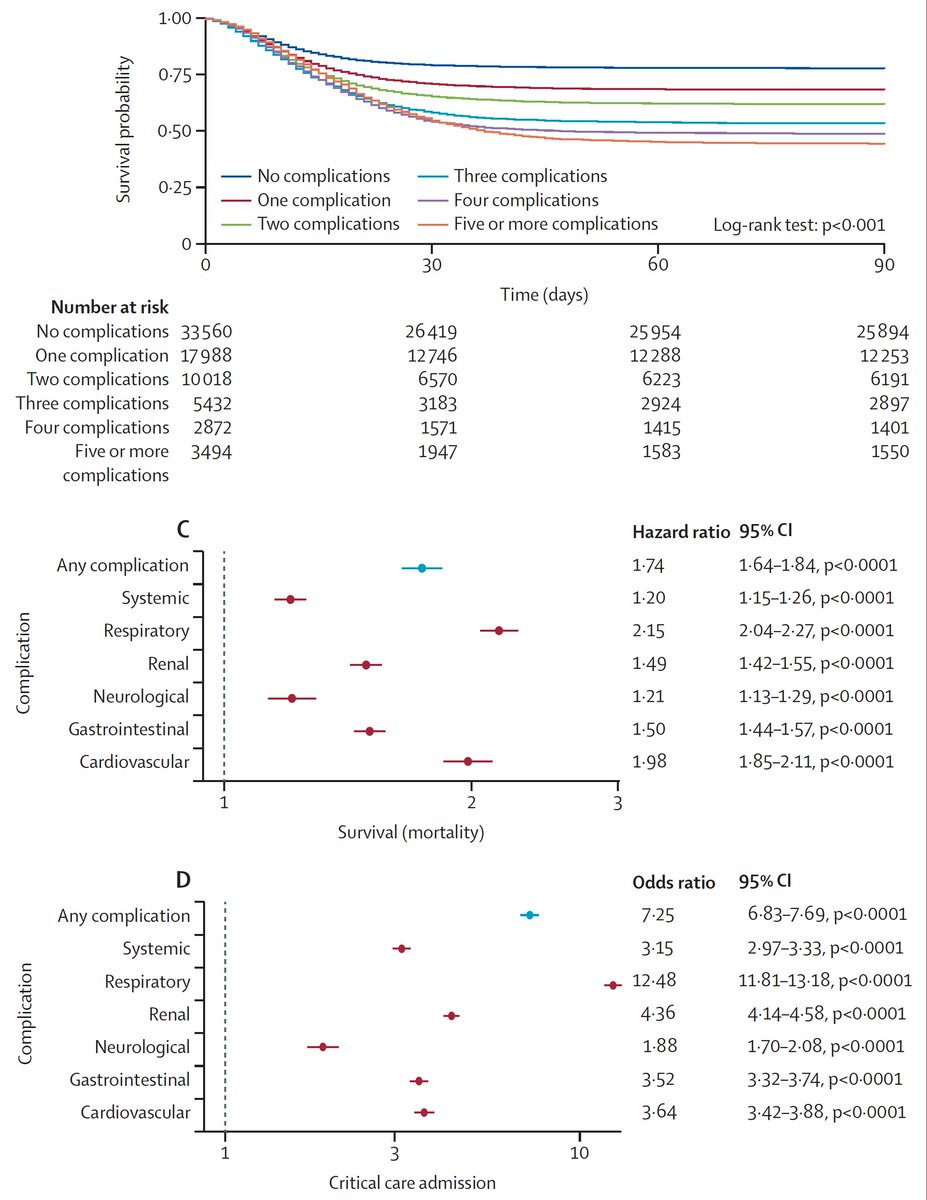 1·00
0·75
0·50
0·25
0
Survival probability
No complications
One complication
Two complications
Three complications
Four complications
Five or more complications
Log-rank test: p<0·001
0 30 60 90
Time (days)
Number at risk
No complications 33560 26419 25954 25894
One complication 17988 12746 12288 12253
Two complications 10018 6570 6223 6191
Three complications 5432 3183 2924 2897
Four complications 2872 1571 1415 1401
Five or more 3494 1947 1583 1550
complications
C
Hazard ratio 95% CI
Complication
Any complication 1·74 1·64–1·84, p<0·0001
Systemic 1·20 1·15–1·26, p<0·0001
Respiratory 2·15 2·04–2·27, p<0·0001
Renal 1·49 1·42–1·55, p<0·0001
Neurological 1·21 1·13–1·29, p<0·0001
Gastrointestinal 1·50 1·44–1·57, p<0·0001
Cardiovascular 1·98 1·85–2·11, p<0·0001
1 2 3
Survival (mortality)
D
Odds ratio 95% CI
Complication
Any complication 7·25 6·83–7·69, p<0·0001
Systemic 3·15 2·97–3·33, p<0·0001
Respiratory 12·48 11·81–13·18, p<0·0001
Renal 4·36 4·14–4·58, p<0·0001
Neurological 1·88 1·70–2·08, p<0·0001
Gastrointestinal 3·52 3·32–3·74, p<0·0001
Cardiovascular 3·64 3·42–3·88, p<0·0001
1 3 10
Critical care admission